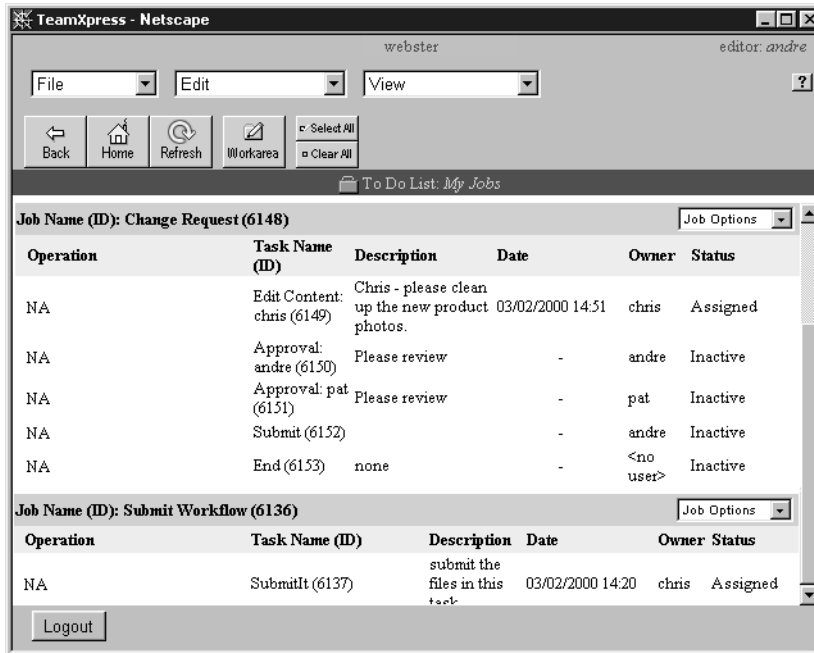 TeamXpress - Netscape
webster editor: andre
File Edit View ?
Back Home Refresh Workarea Select All
Clear All
To Do List: My Jobs
Job Name (ID): Change Request (6148) Job Options
Operation Task Name (ID) Description Date Owner Status
NA Edit Content: chris (6149) Chris - please clean up the new product photos. 03/02/2000 14:51 chris Assigned
NA Approval: andre (6150) Please review - andre Inactive
NA Approval: pat (6151) Please review - pat Inactive
NA Submit (6152) - andre Inactive
NA End (6153) none - <no user> Inactive
Job Name (ID): Submit Workflow (6136) Job Options
Operation Task Name (ID) Description Date Owner Status
NA SubmitIt (6137) submit the files in this task 03/02/2000 14:20 chris Assigned
Logout